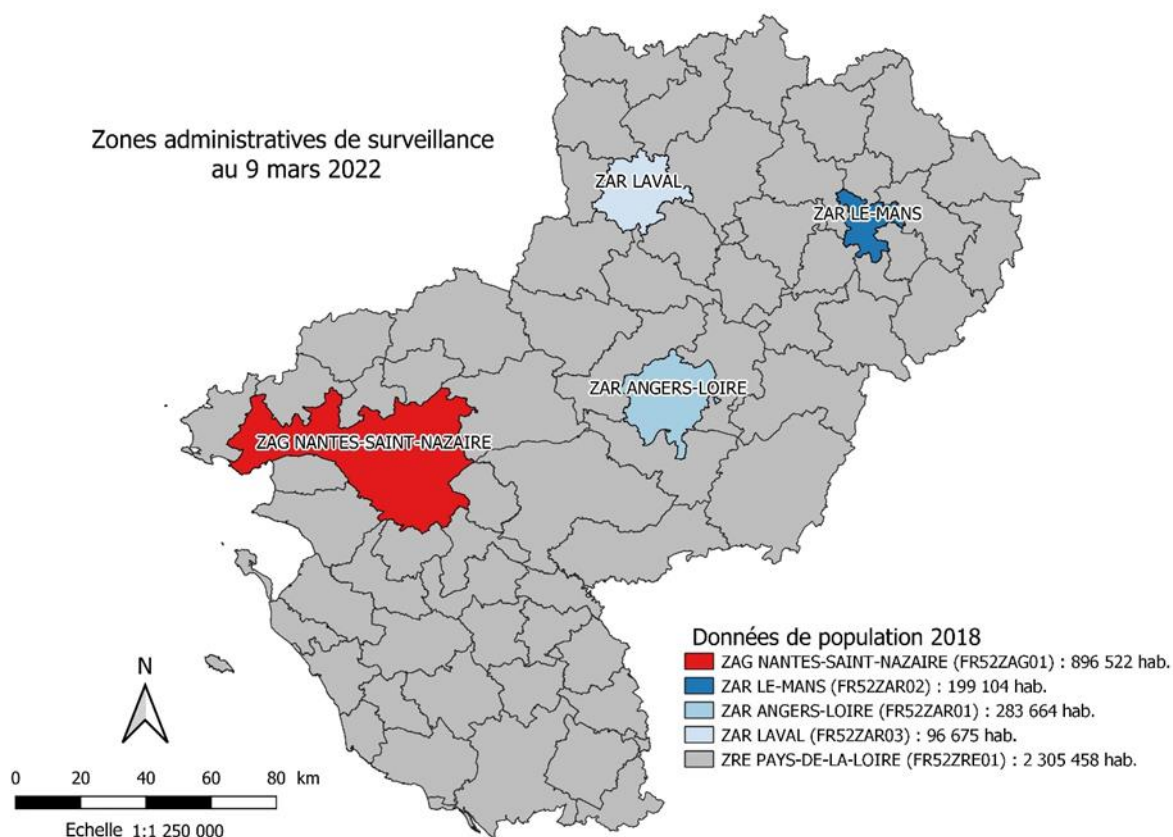 Zones administratives de surveillance
au 9 mars 2022
ZAR LAVAL
ZAR LE-MANS
ZAR ANGERS-LOIRE
ZAG NANTES-SAINT-NAZAIRE
Données de population 2018
ZAG NANTES-SAINT-NAZAIRE (FR52ZAG01) : 896 522 hab.
ZAR LE-MANS (FR52ZAR02) : 199 104 hab.
ZAR ANGERS-LOIRE (FR52ZAR01) : 283 664 hab.
ZAR LAVAL (FR52ZAR03) : 96 675 hab.
ZRE PAYS-DE-LA-LOIRE (FR52ZRE01) : 2 305 458 hab.
N
0 20 40 60 80 km
Echelle 1:1 250 000